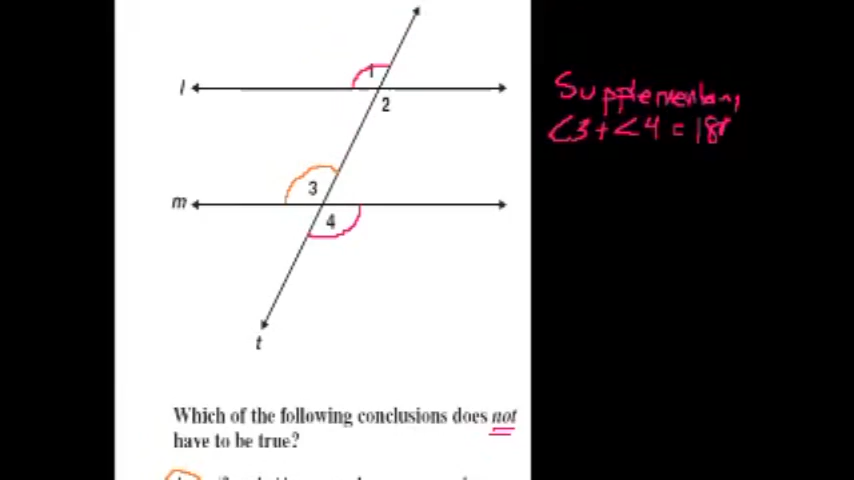 1
l
2
Supplementary
<3 + <4 = 180
3
m
4
t
Which of the following conclusions does not
have to be true?